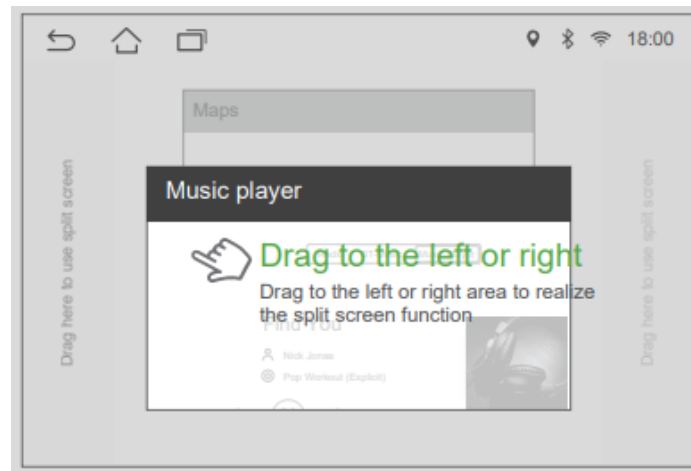 18:00
Maps
Drag here to use split screen
Music player
Drag to the left or right
Drag to the left or right area to realize
the split screen function
Find You
Nick Jonas
Pop Workout (Explicit)
Drag here to use split screen